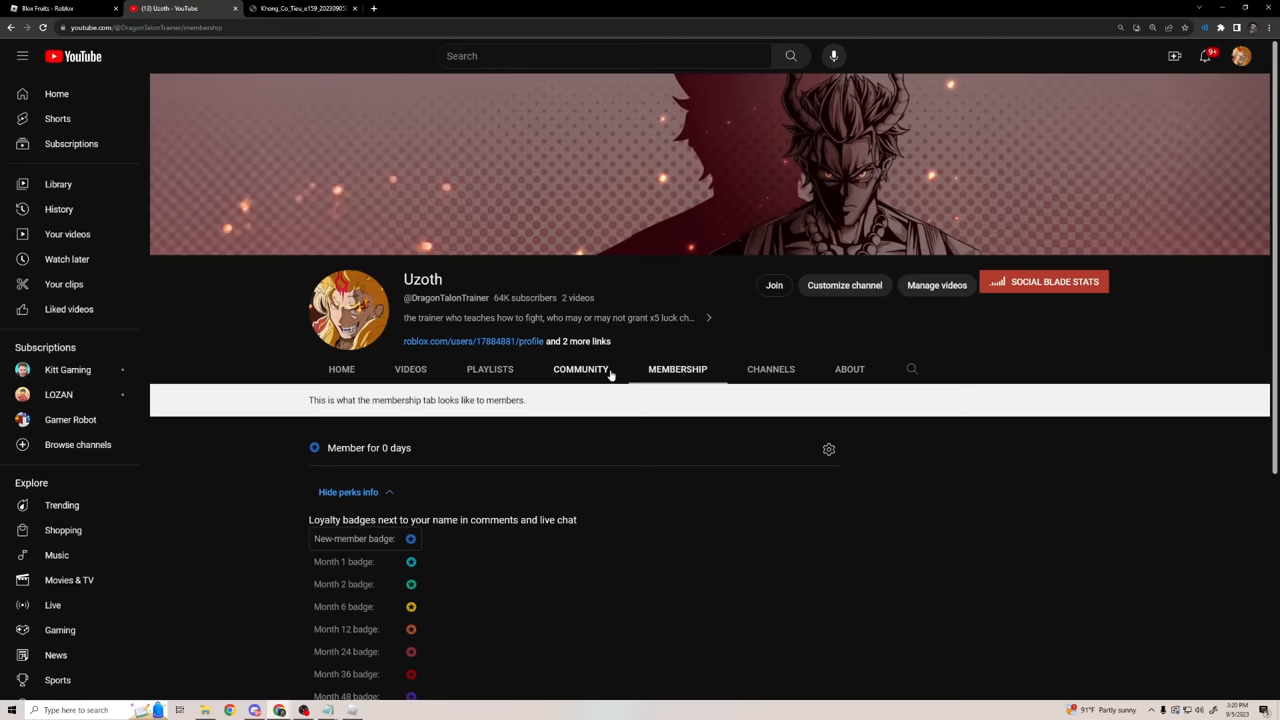 Blox Fruits - Roblox
(13) Uzoth - YouTube
youtube.com/@DragonTalonTrainer/membership
YouTube
Search
9+
Home
Shorts
Subscriptions
Library
History
Your videos
Watch later
Your clips
Liked videos
Subscriptions
Kitt Gaming
LOZAN
Gamer Robot
Browse channels
Explore
Trending
Shopping
Music
Movies & TV
Live
Gaming
News
Sports
Uzoth
@DragonTalonTrainer 64K subscribers 2 videos
the trainer who teaches how to fight, who may or may not grant x5 luck ch...
roblox.com/users/17884881/profile and 2 more links
Join
Customize channel
Manage videos
SOCIAL BLADE STATS
HOME
VIDEOS
PLAYLISTS
COMMUNITY
MEMBERSHIP
CHANNELS
ABOUT
This is what the membership tab looks like to members.
Member for 0 days
Hide perks info
Loyalty badges next to your name in comments and live chat
New-member badge:
Month 1 badge:
Month 2 badge:
Month 6 badge:
Month 12 badge:
Month 24 badge:
Month 36 badge:
Month 48 badge:
Type here to search
91°F Partly sunny
3:20 PM
9/5/2023